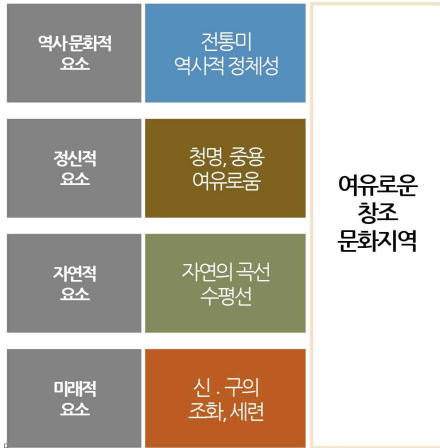 역사 문화적
요소
전통미
역사적 정체성
정신적
요소
청명, 중용
여유로움
자연적
요소
자연의 곡선
수평선
미래적
요소
신 . 구의
조화, 세련
여유로운
창조
문화지역